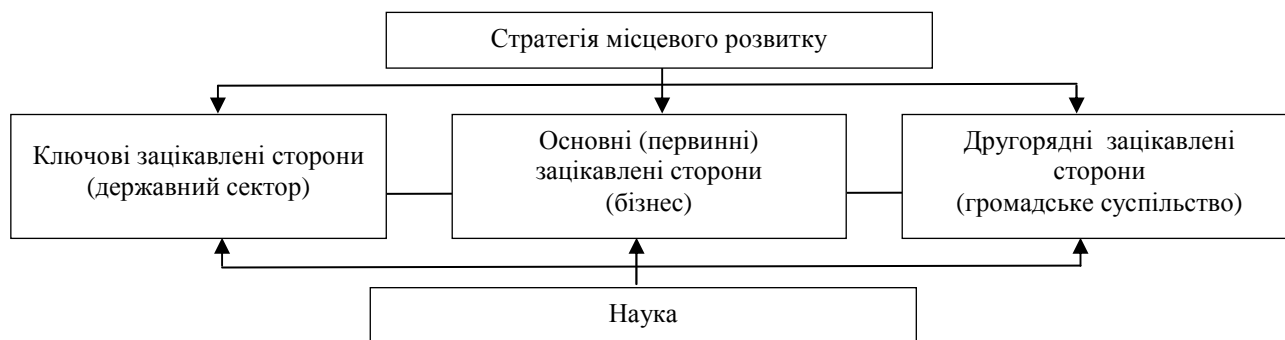 Стратегія місцевого розвитку
Ключові зацікавлені сторони
(державний сектор)
Основні (первинні)
зацікавлені сторони
(бізнес)
Другорядні зацікавлені
сторони
(громадське суспільство)
Наука